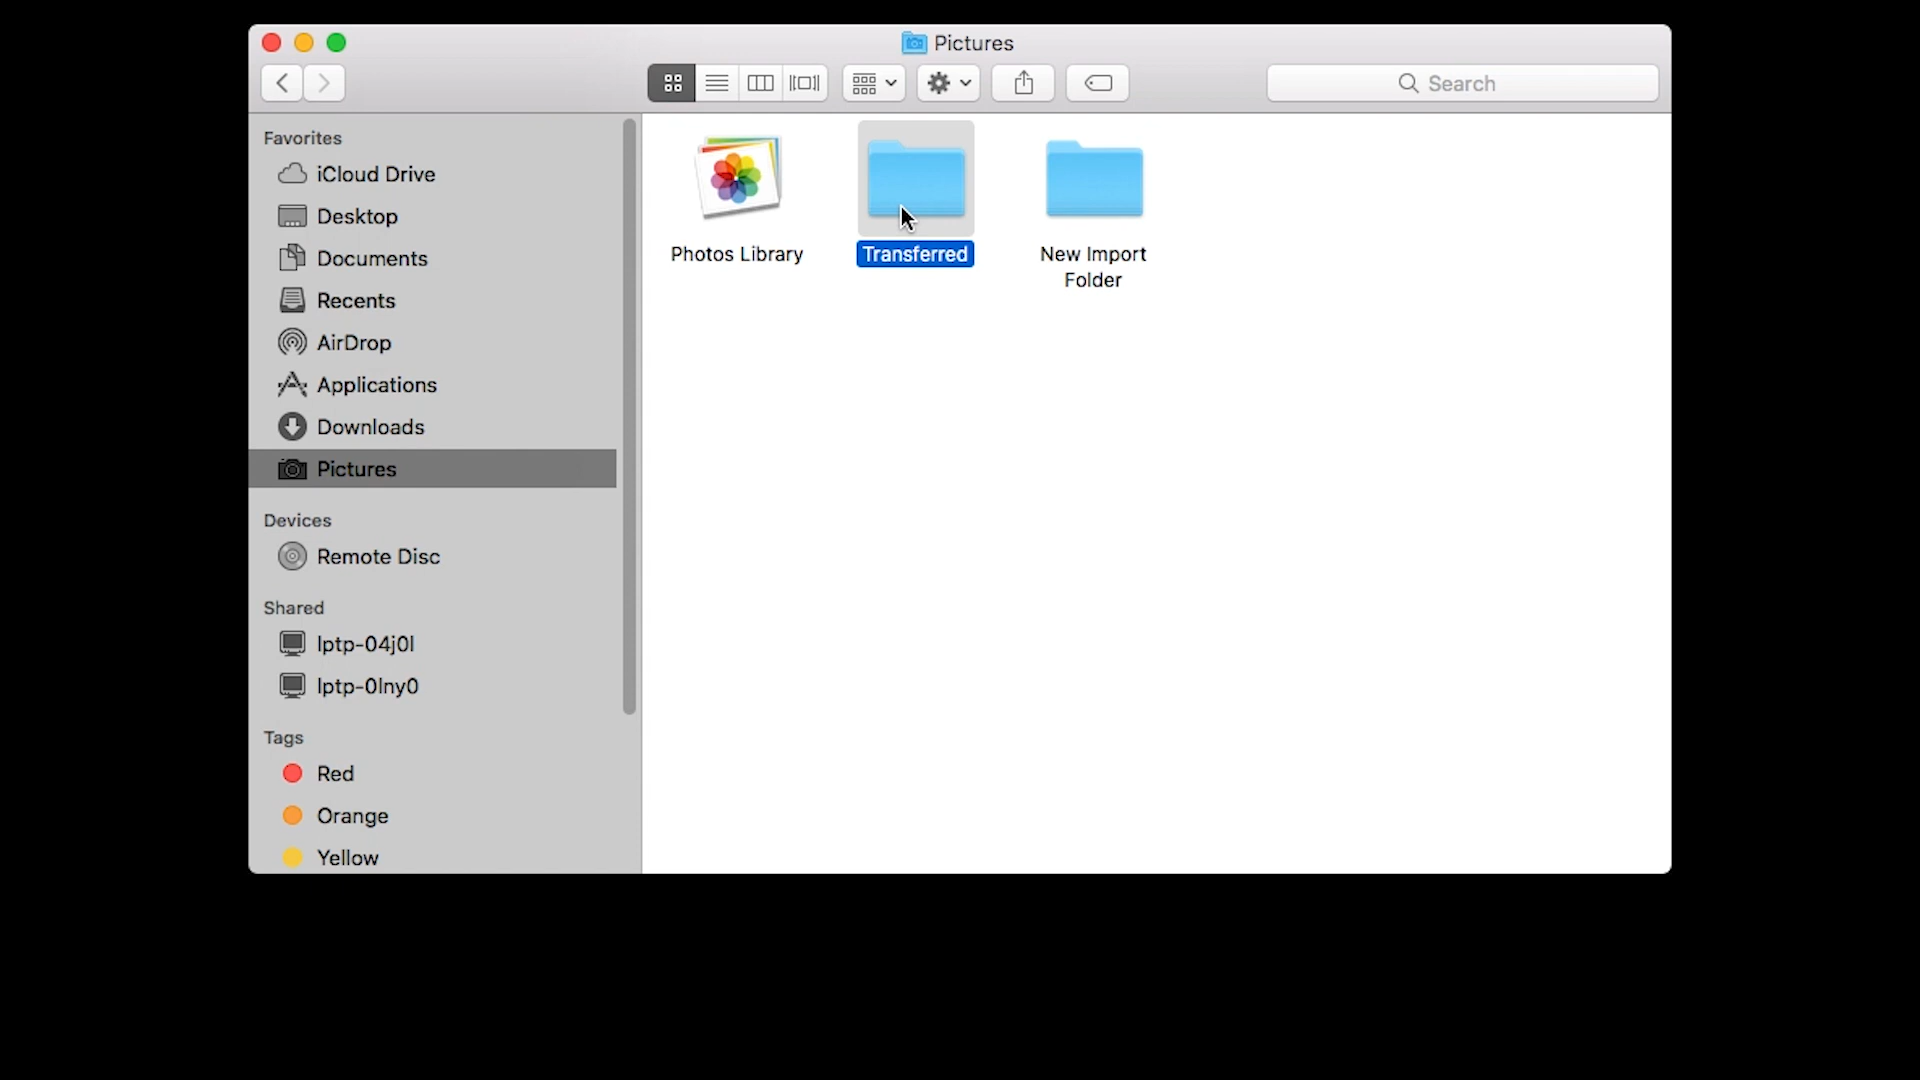 Pictures
Search
Favorites
iCloud Drive
Desktop
Documents
Recents
AirDrop
Applications
Downloads
Pictures
Devices
Remote Disc
Shared
lptp-04j0l
lptp-0lny0
Tags
Red
Orange
Yellow
Photos Library
Transferred
New Import
Folder